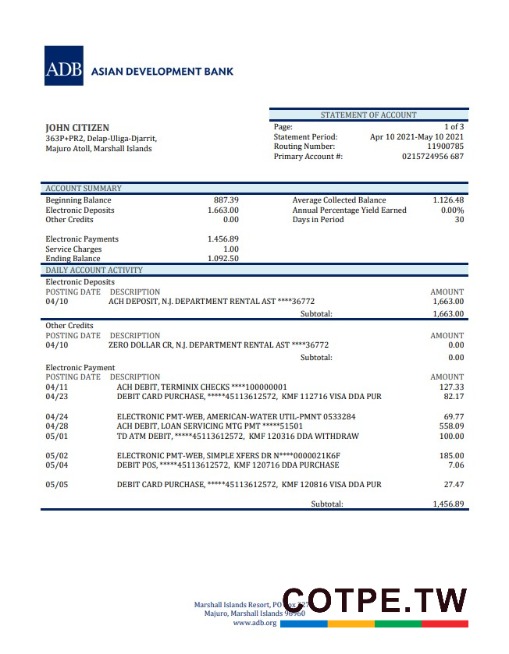 ADB ASIAN DEVELOPMENT BANK
STATEMENT OF ACCOUNT
JOHN CITIZEN
363P+PR2, Delap-Uliga-Djarrit,
Majuro Atoll, Marshall Islands
Page: 1 of 3
Statement Period: Apr 10 2021-May 10 2021
Routing Number: 11900785
Primary Account #: 0215724956 687
ACCOUNT SUMMARY
Beginning Balance 887.39 Average Collected Balance 1.126.48
Electronic Deposits 1.663.00 Annual Percentage Yield Earned 0.00%
Other Credits 0.00 Days in Period 30
Electronic Payments 1.456.89
Service Charges 1.00
Ending Balance 1.092.50
DAILY ACCOUNT ACTIVITY
Electronic Deposits
POSTING DATE DESCRIPTION AMOUNT
04/10 ACH DEPOSIT, N.J. DEPARTMENT RENTAL AST ****36772 1,663.00
Subtotal: 1,663.00
Other Credits
POSTING DATE DESCRIPTION AMOUNT
04/10 ZERO DOLLAR CR, N.J. DEPARTMENT RENTAL AST ****36772 0.00
Subtotal: 0.00
Electronic Payment
POSTING DATE DESCRIPTION AMOUNT
04/11 ACH DEBIT, TERMINIX CHECKS ****100000001 127.33
04/23 DEBIT CARD PURCHASE, *****45113612572, KMF 112716 VISA DDA PUR 82.17
04/24 ELECTRONIC PMT-WEB, AMERICAN-WATER UTIL-PMNT 0533284 69.77
04/28 ACH DEBIT, LOAN SERVICING MTG PMT *****51501 558.09
05/01 TD ATM DEBIT, *****45113612572, KMF 120316 DDA WITHDRAW 100.00
05/02 ELECTRONIC PMT-WEB, SIMPLE XFERS DR N****0000021K6F 185.00
05/04 DEBIT POS, *****45113612572, KMF 120716 DDA PURCHASE 7.06
05/05 DEBIT CARD PURCHASE, *****45113612572, KMF 120816 VISA DDA PUR 27.47
Subtotal: 1,456.89
Marshall Islands Resort, PO
Majuro, Marshall Islands
www.adb.org
COTPE.TW